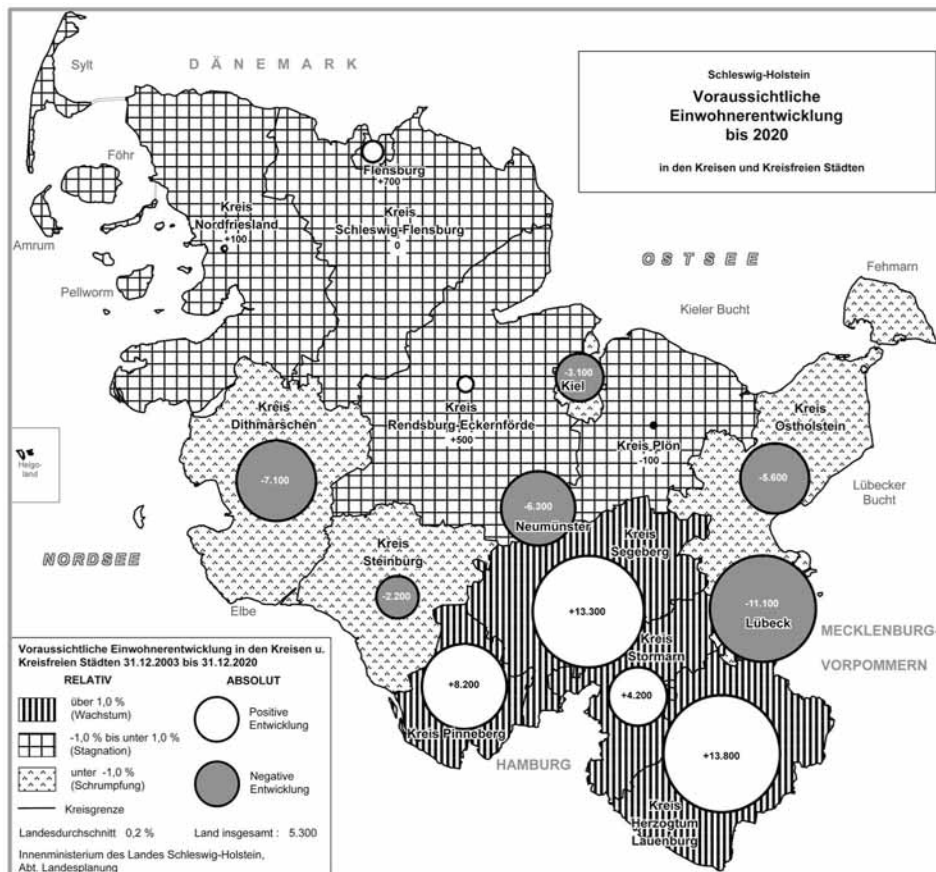 Sylt
DÄNEMARK
Schleswig-Holstein
Voraussichtliche
Einwohnerentwicklung
bis 2020
in den Kreisen und Kreisfreien Städten
Föhr
Flensburg
+700
Kreis
Nordfriesland
+100
Kreis
Schleswig-Flensburg
0
Amrum
Pellworm
OSTSEE
Fehmarn
Kieler Bucht
-3.100
Kiel
Kreis
Dithmarschen
-7.100
Kreis
Rendsburg-Eckernförde
+500
Kreis Plön
-100
Kreis
Ostholstein
-5.600
Helgo-
land
Lübecker
Bucht
-6.300
Neumünster
NORDSEE
Kreis
Steinburg
-2.200
Kreis
Segeberg
+13.300
-11.100
Lübeck
Elbe
MECKLENBURG-
VORPOMMERN
Kreis
Stormarn
+4.200
+8.200
Kreis Pinneberg
HAMBURG
+13.800
Kreis
Herzogtum
Lauenburg
Voraussichtliche Einwohnerentwicklung in den Kreisen u.
Kreisfreien Städten 31.12.2003 bis 31.12.2020
RELATIV
ABSOLUT
über 1,0 %
(Wachstum)
Positive
Entwicklung
-1,0 % bis unter 1,0 %
(Stagnation)
unter -1,0%
(Schrumpfung)
Negative
Entwicklung
Kreisgrenze
Landesdurchschnitt 0,2 % Land insgesamt : 5.300
Innenministerium des Landes Schleswig-Holstein,
Abt. Landesplanung